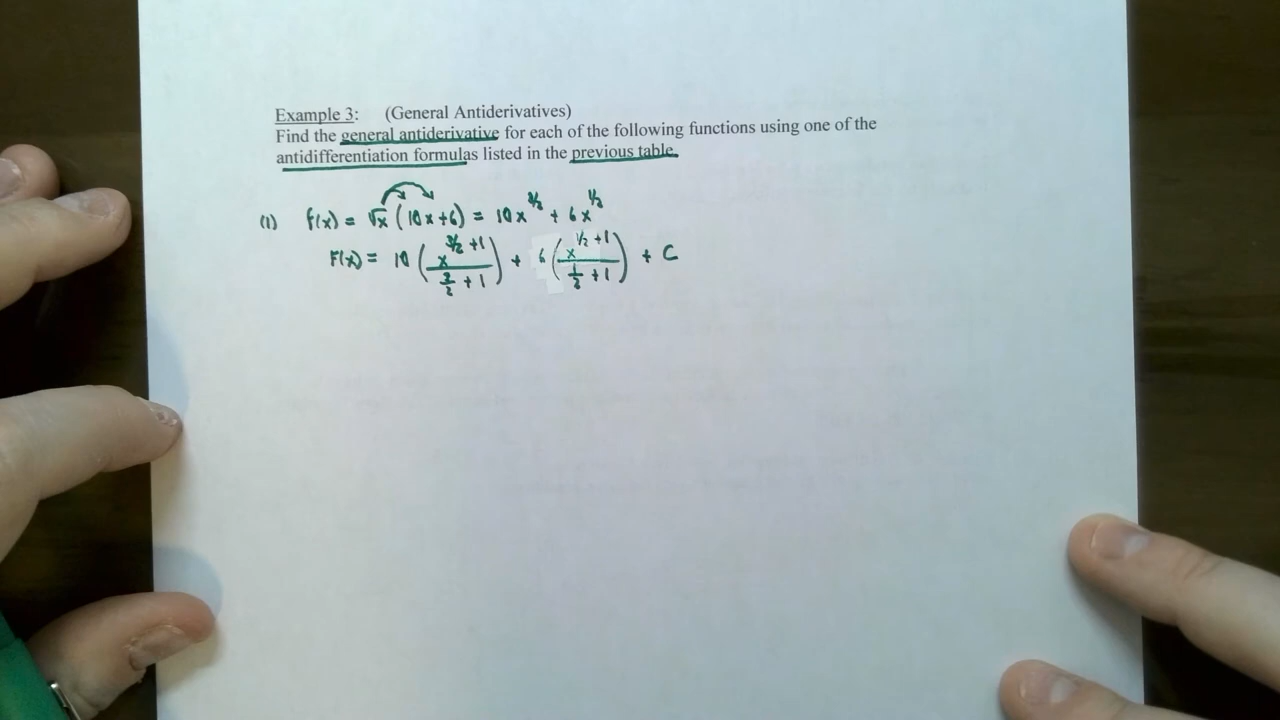 Example 3: (General Antiderivatives)
Find the general antiderivative for each of the following functions using one of the
antidifferentiation formulas listed in the previous table.
(1) f(x) = √x (10x+6) = 10x^3/2 + 6x^1/2
F(x) = 10 (x^3/2 +1 / 3/2 + 1) + 6 (x^1/2 +1 / 1/2 + 1) + C